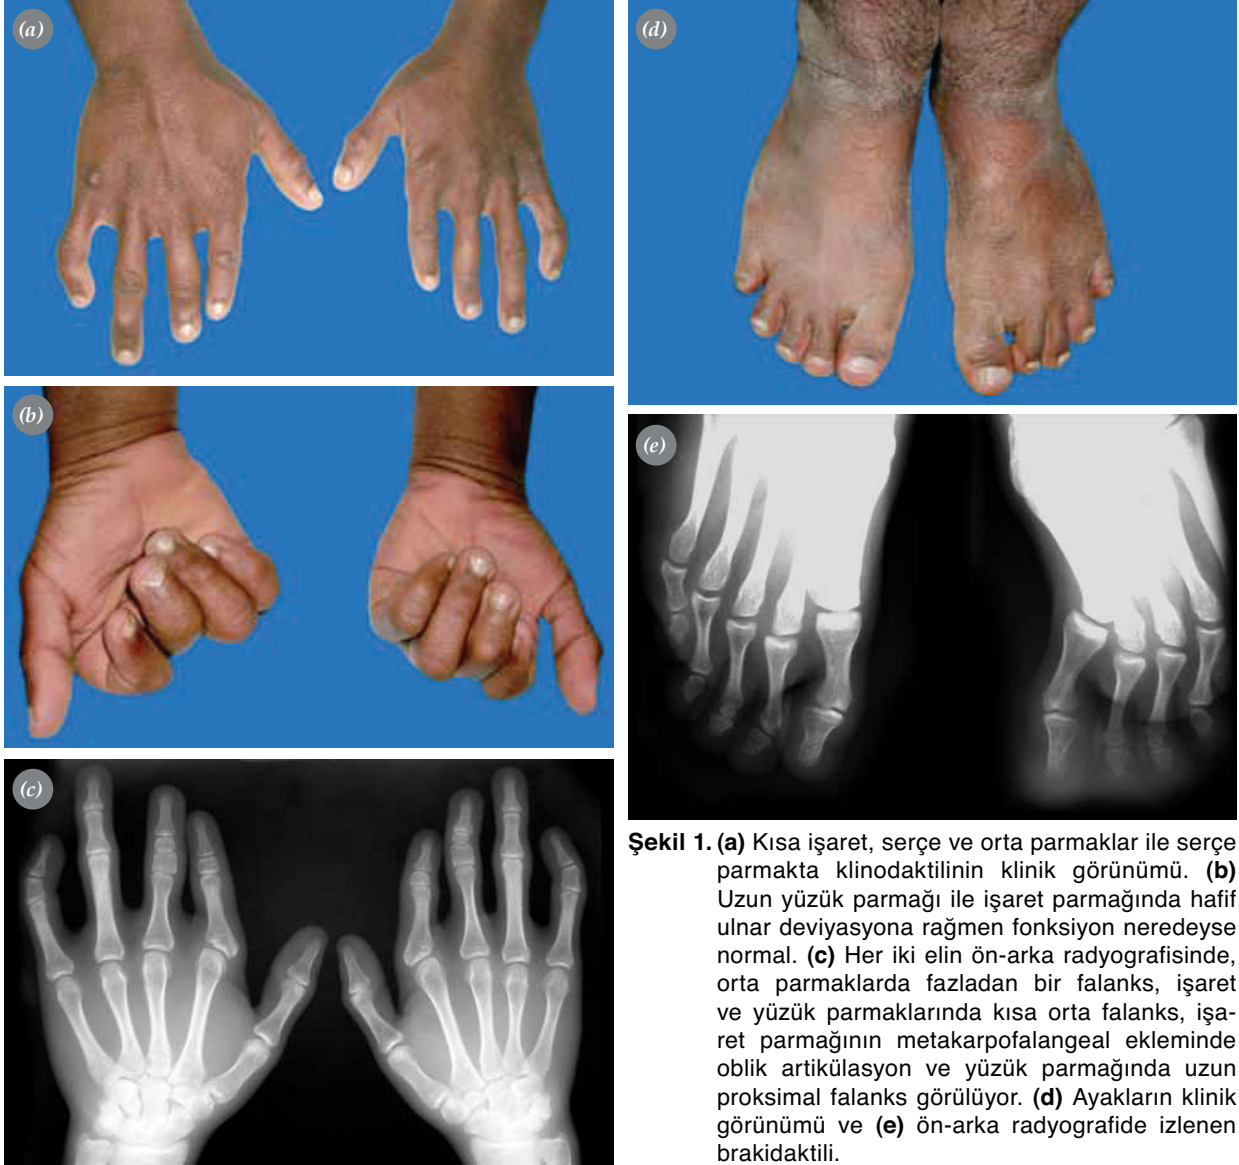 (a)
(b)
(c)
(d)
(e)
Şekil 1. (a) Kısa işaret, serçe ve orta parmaklar ile serçe
parmakta klinodaktilinin klinik görünümü. (b)
Uzun yüzük parmağı ile işaret parmağında hafif
ulnar deviyasyona rağmen fonksiyon neredeyse
normal. (c) Her iki elin ön-arka radyografisinde,
orta parmaklarda fazladan bir falanks, işaret
ve yüzük parmaklarında kısa orta falanks, işa-
ret parmağının metakarpofalangeal ekleminde
oblik artikülasyon ve yüzük parmağında uzun
proksimal falanks görülüyor. (d) Ayakların klinik
görünümü ve (e) ön-arka radyografide izlenen
brakidaktili.